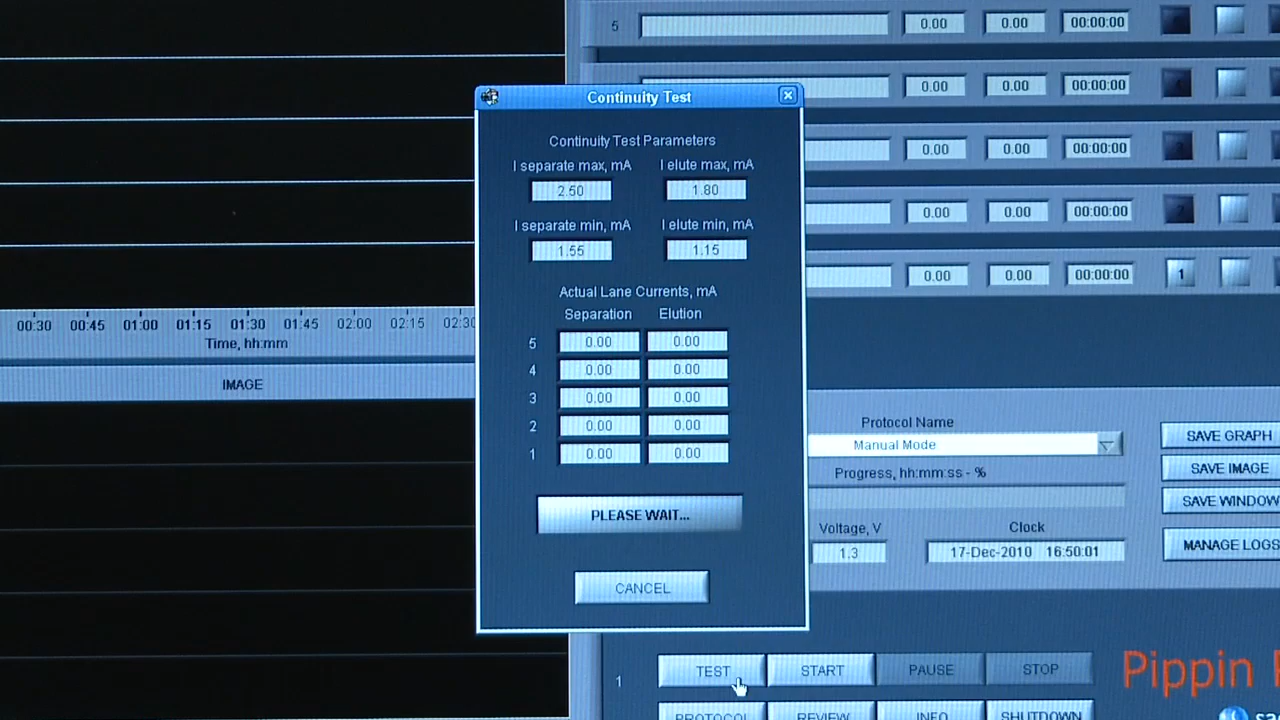 5 0.00 0.00 00:00:00
0.00 0.00 00:00:00
0.00 0.00 00:00:00
0.00 0.00 00:00:00 2
0.00 0.00 00:00:00 1
Continuity Test
Continuity Test Parameters
I separate max, mA I elute max, mA
2.50 1.80
I separate min, mA I elute min, mA
1.55 1.15
Actual Lane Currents, mA
Separation Elution
5 0.00 0.00
4 0.00 0.00
3 0.00 0.00
2 0.00 0.00
1 0.00 0.00
PLEASE WAIT...
CANCEL
00:30 00:45 01:00 01:15 01:30 01:45 02:00 02:15 02:30
Time, hh:mm
IMAGE
Protocol Name
Manual Mode
Progress, hh:mm:ss - %
Voltage, V Clock
1.3 17-Dec-2010 16:50:01
SAVE GRAPH
SAVE IMAGE
SAVE WINDOW
MANAGE LOGS
1 TEST START PAUSE STOP
PROTOCOL REVIEW INFO SHUTDOWN
Pippin